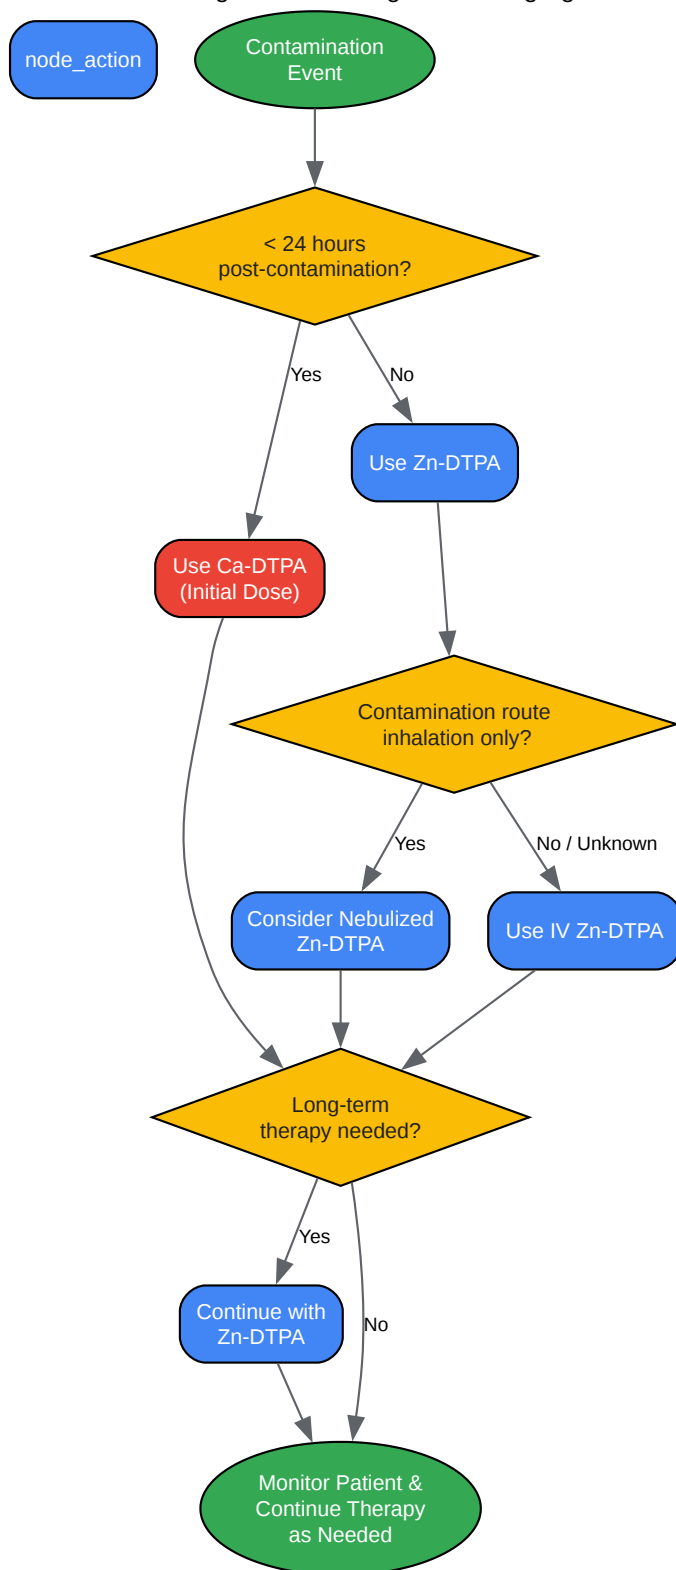 node_action
Contamination
Event
< 24 hours
post-contamination?
Yes
No
Use Zn-DTPA
Use Ca-DTPA
(Initial Dose)
Contamination route
inhalation only?
Yes
No / Unknown
Consider Nebulized
Zn-DTPA
Use IV Zn-DTPA
Long-term
therapy needed?
Yes
Continue with
Zn-DTPA
No
Monitor Patient &
Continue Therapy
as Needed